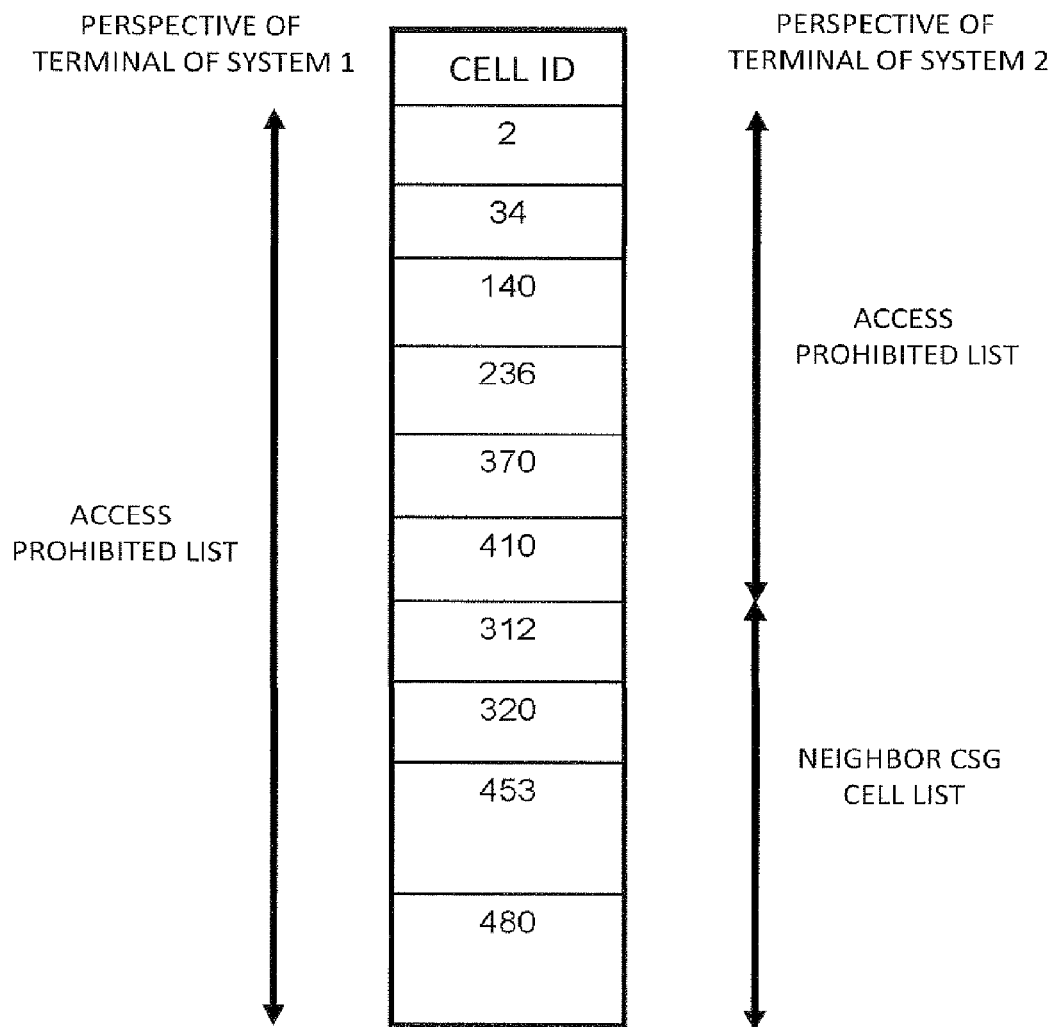 PERSPECTIVE OF
TERMINAL OF SYSTEM 1
PERSPECTIVE OF
TERMINAL OF SYSTEM 2
CELL ID
2
34
140
236
370
410
312
320
453
480
ACCESS
PROHIBITED LIST
ACCESS
PROHIBITED LIST
NEIGHBOR CSG
CELL LIST